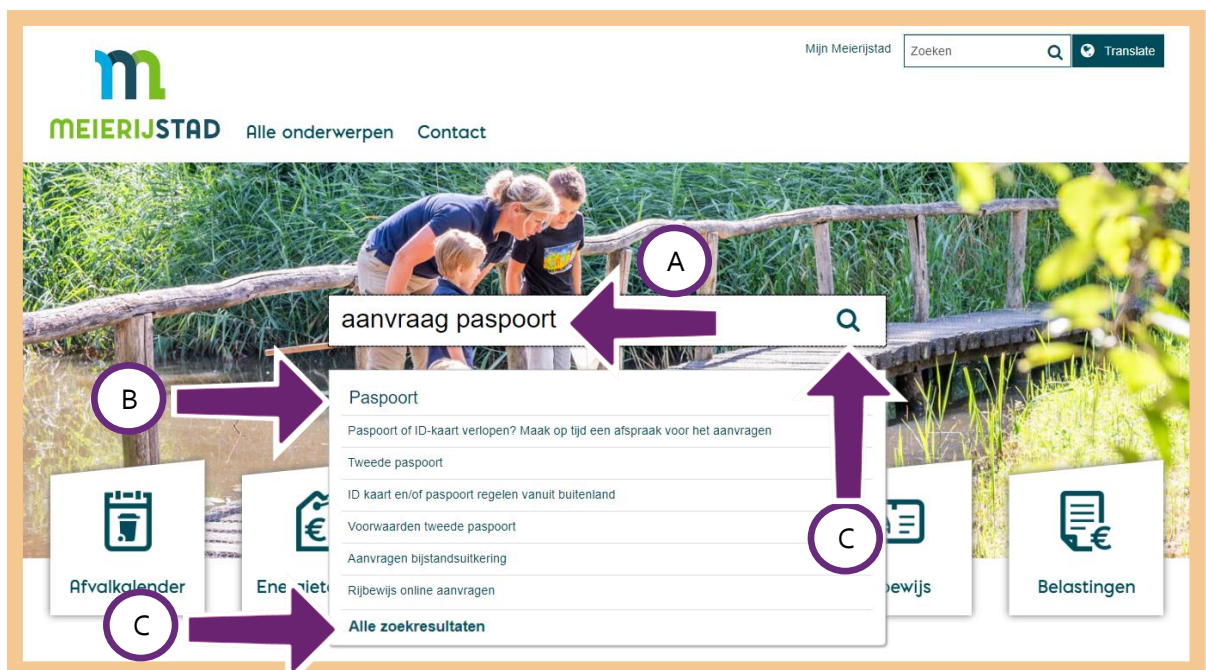 Mijn Meierijstad
Zoeken
Translate
MEIERIJSTAD
Alle onderwerpen
Contact
A
aanvraag paspoort
B
Paspoort
Paspoort of ID-kaart verlopen? Maak op tijd een afspraak voor het aanvragen
Tweede paspoort
ID kaart en/of paspoort regelen vanuit buitenland
Voorwaarden tweede paspoort
C
Aanvragen bijstandsuitkering
Rijbewijs online aanvragen
Afvalkalender
Belastingen
C
Alle zoekresultaten